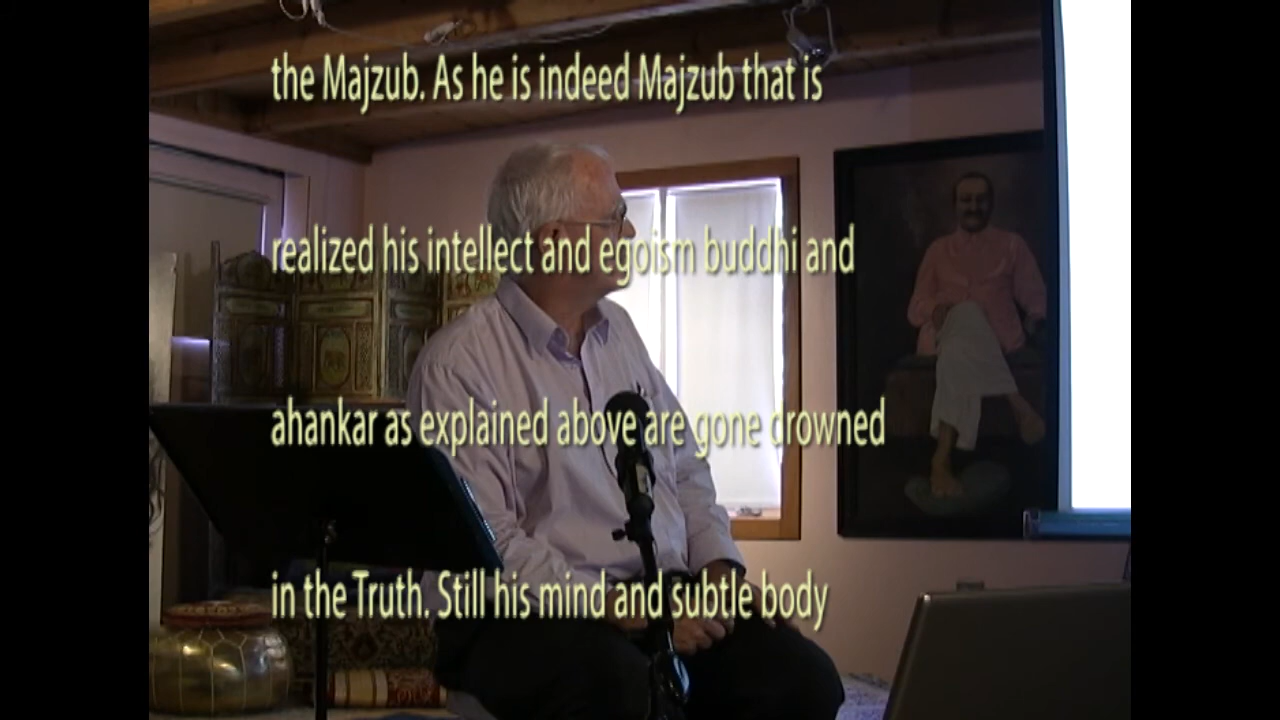 the Majzub. As he is indeed Majzub that is
realized his intellect and egoism buddhi and
ahankar as explained above are gone drowned
in the Truth. Still his mind and subtle body